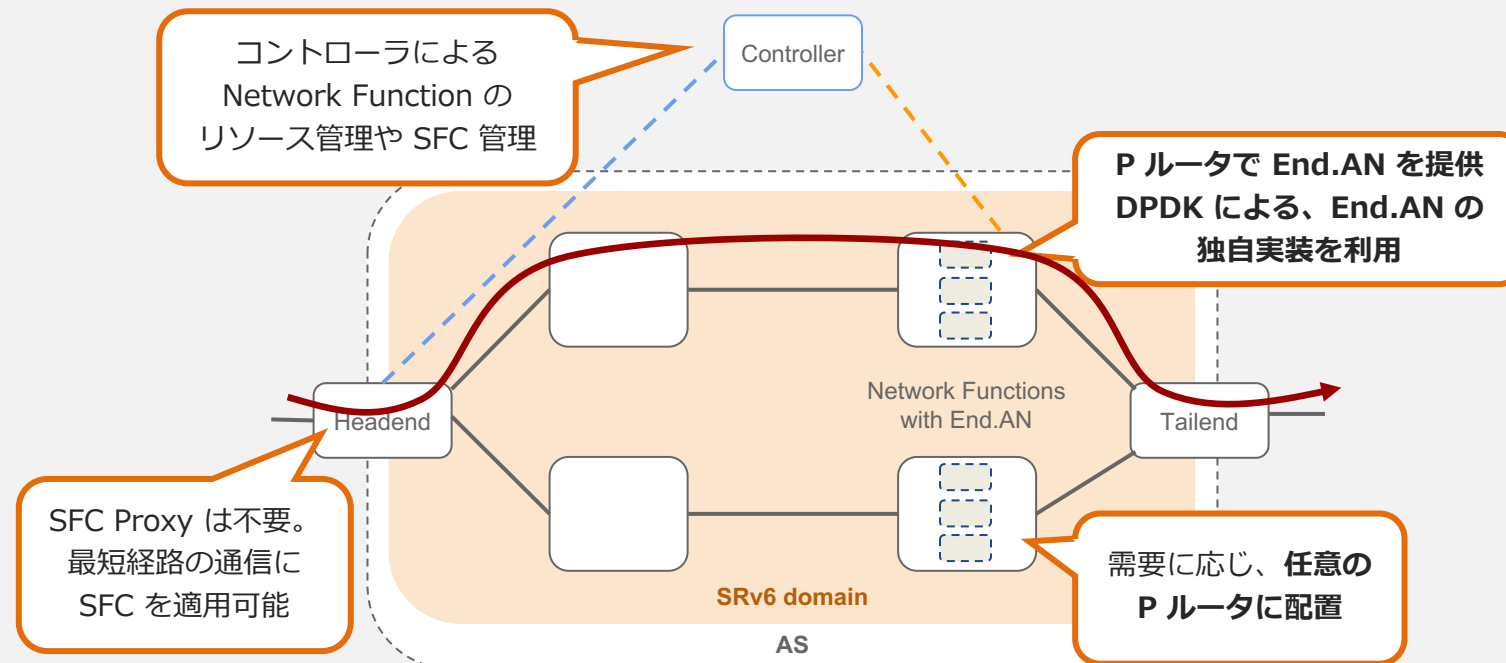 コントローラによる
Network Function の
リソース管理や SFC 管理
Controller
P ルータで End.AN を提供
DPDK による、End.AN の
独自実装を利用
Headend
Network Functions
with End.AN
Tailend
SFC Proxy は不要。
最短経路の通信に
SFC を適用可能
需要に応じ、任意の
P ルータに配置
SRv6 domain
AS